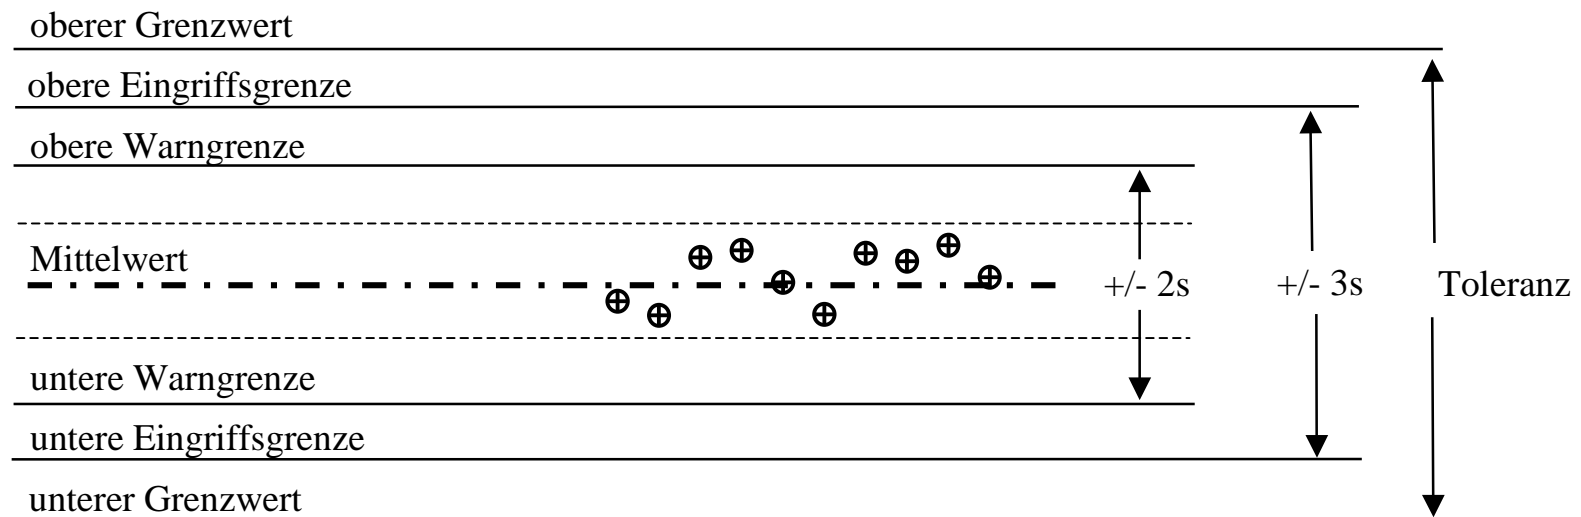 oberer Grenzwert
obere Eingriffsgrenze
obere Warngrenze
Mittelwert
+/- 2s
+/- 3s
Toleranz
untere Warngrenze
untere Eingriffsgrenze
unterer Grenzwert